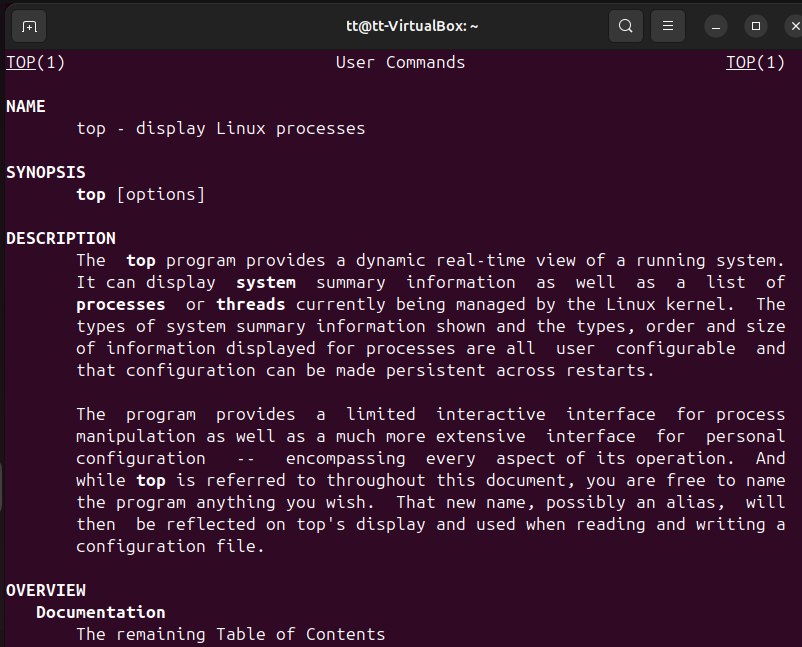 tt@tt-VirtualBox: ~
TOP(1) User Commands TOP(1)
NAME
top - display Linux processes
SYNOPSIS
top [options]
DESCRIPTION
The top program provides a dynamic real-time view of a running system.
It can display system summary information as well as a list of
processes or threads currently being managed by the Linux kernel. The
types of system summary information shown and the types, order and size
of information displayed for processes are all user configurable and
that configuration can be made persistent across restarts.
The program provides a limited interactive interface for process
manipulation as well as a much more extensive interface for personal
configuration -- encompassing every aspect of its operation. And
while top is referred to throughout this document, you are free to name
the program anything you wish. That new name, possibly an alias, will
then be reflected on top's display and used when reading and writing a
configuration file.
OVERVIEW
Documentation
The remaining Table of Contents